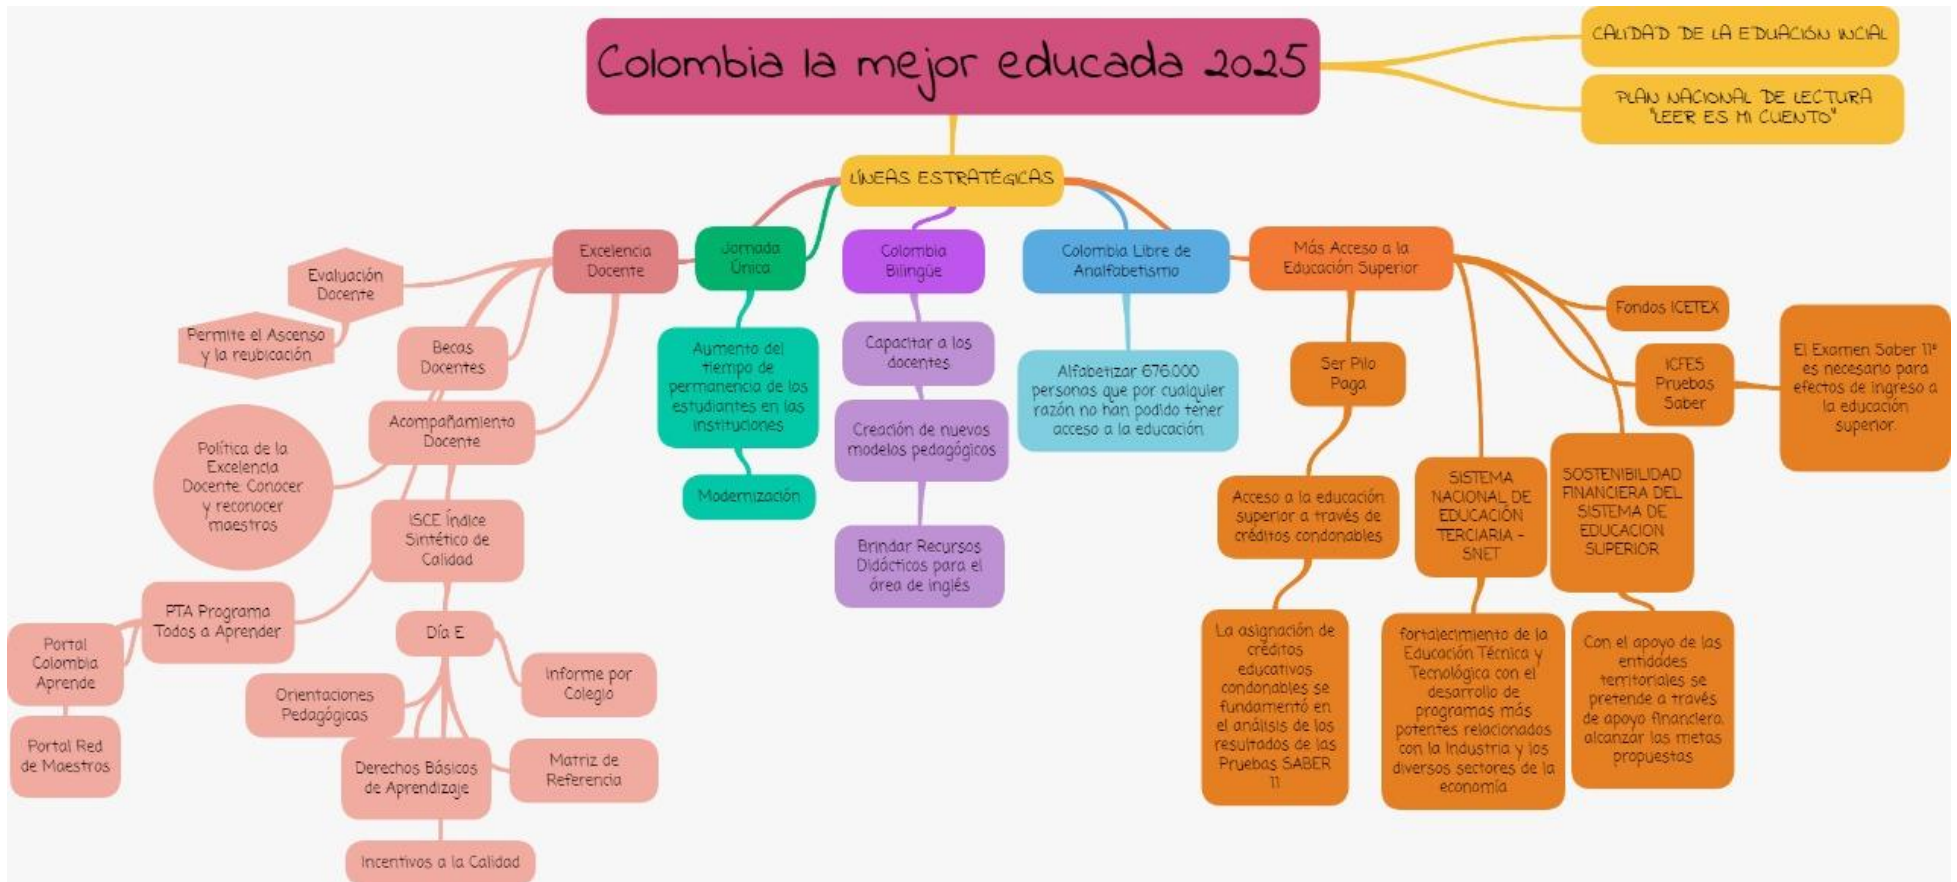 Colombia la mejor educada 2025
CALIDAD DE LA EDUACIÓN INCIAL
PLAN NACIONAL DE LECTURA
"LEER ES MI CUENTO"
LÍNEAS ESTRATÉGICAS
Excelencia
Docente
Evaluación
Docente
Permite el Ascenso
y la reubicación
Becas
Docentes
Acompañamiento
Docente
Política de la
Excelencia
Docente: Conocer
y reconocer
maestros
ISCE Índice
Sintético de
Calidad
PTA Programa
Todos a Aprender
Portal
Colombia
Aprende
Portal Red
de Maestros
Día E
Informe por
Colegio
Orientaciones
Pedagógicas
Derechos Básicos
de Aprendizaje
Matriz de
Referencia
Incentivos a la Calidad
Jornada
Única
Aumento del
tiempo de
permanencia de los
estudiantes en las
instituciones
Modernización
Colombia
Bilingüe
Capacitar a los
docentes
Creación de nuevos
modelos pedagógicos
Brindar Recursos
Didácticos para el
área de inglés
Colombia Libre de
Analfabetismo
Alfabetizar 676.000
personas que por cualquier
razón no han podido tener
acceso a la educación
Más Acceso a la
Educación Superior
Ser Pilo
Paga
Acceso a la educación
superior a través de
créditos condonables
La asignación de
créditos
educativos
condonables se
fundamentó en
el análisis de los
resultados de las
Pruebas SABER
11
SISTEMA
NACIONAL DE
EDUCACIÓN
TERCIARIA -
SNET
fortalecimiento de la
Educación Técnica y
Tecnológica con el
desarrollo de
programas más
potentes relacionados
con la Industria y los
diversos sectores de la
economía
SOSTENIBILIDAD
FINANCIERA DEL
SISTEMA DE
EDUCACION
SUPERIOR
Con el apoyo de las
entidades
territoriales se
pretende a través
de apoyo financiero,
alcanzar las metas
propuestas
Fondos ICETEX
ICFES
Pruebas
Saber
El Examen Saber 11°
es necesario para
efectos de ingreso a
la educación
superior.